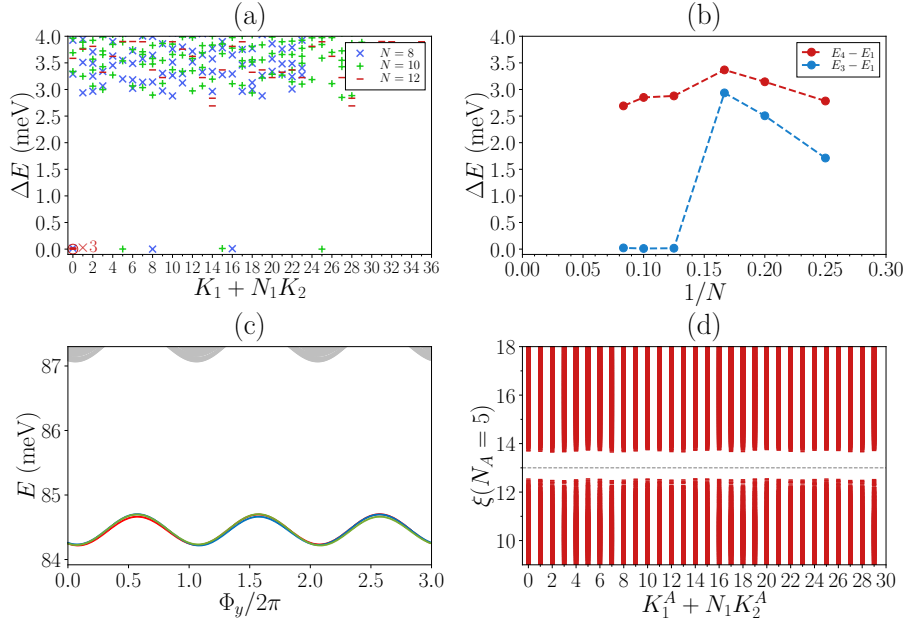 (a)
ΔE (meV)
4.0
3.5
3.0
2.5
2.0
1.5
1.0
0.5
0.0
N = 8
N = 10
N = 12
×3
0 2 4 6 8 10 12 14 16 18 20 22 24 26 28 30 32 34 36
K₁ + N₁K₂
(b)
ΔE (meV)
4.0
3.5
3.0
2.5
2.0
1.5
1.0
0.5
0.0
E₄ − E₁
E₃ − E₁
0.00 0.05 0.10 0.15 0.20 0.25 0.30
1/N
(c)
E (meV)
87
86
85
84
0.0 0.5 1.0 1.5 2.0 2.5 3.0
Φ_y/2π
(d)
ξ(N_A = 5)
18
16
14
12
10
0 2 4 6 8 10 12 14 16 18 20 22 24 26 28 30
K₁ᴬ + N₁K₂ᴬ